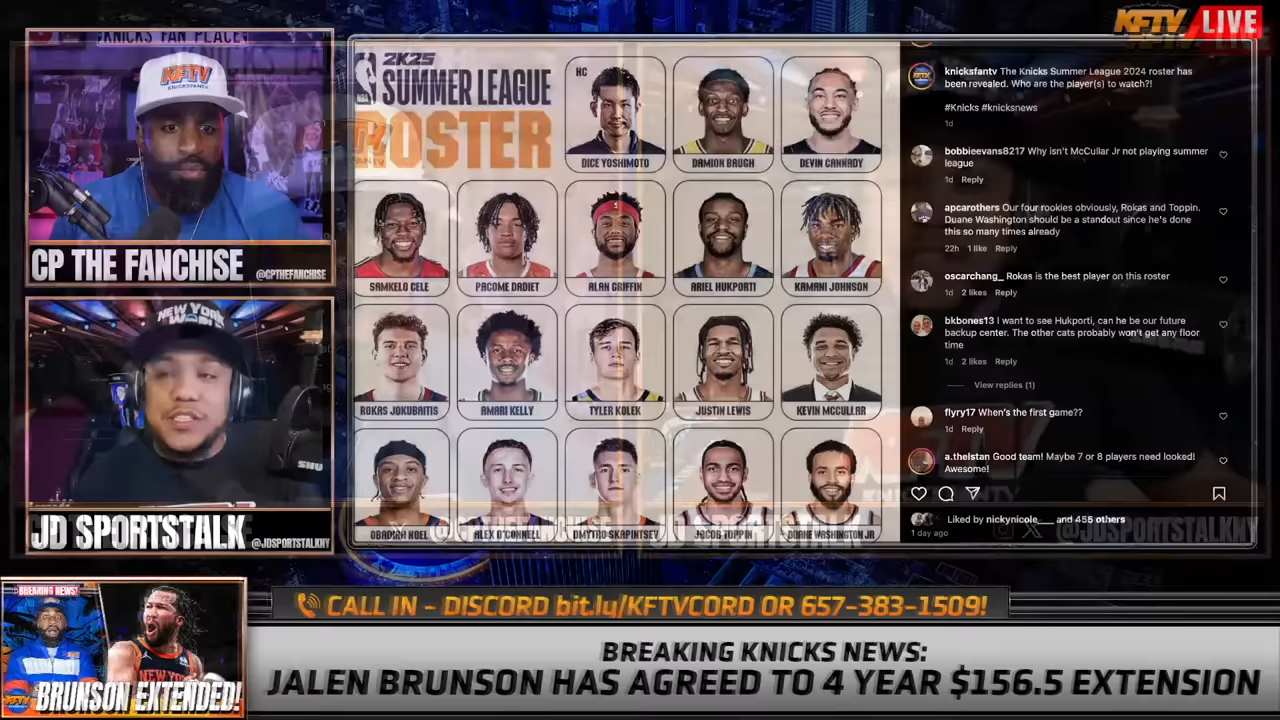 KFTV LIVE
KNICKS FAN PLACE
KFTV
CP THE FANCHISE @CPTHEFANCHISE
NEW YORK
SHU
JD SPORTSTALK @JDSPORTSTALKNY
2K25
SUMMER LEAGUE
ROSTER
HC
DICE YOSHIMOTO
DAMION BAUGH
DEVIN CANNADY
SAMKELO CELE
PACOME DADIET
ALAN GRIFFIN
ARIEL HUKPORTI
KAMANI JOHNSON
ROKAS JOKUBAITIS
AMARI KELLY
TYLER KOLEK
JUSTIN LEWIS
KEVIN MCCULLAR
OBADIAH NOEL
ALEX O'CONNELL
DMYTRO SKAPINTSEV
JACOB TOPPIN
DUANE WASHINGTON JR
knicksfantv The Knicks Summer League 2024 roster has
been revealed. Who are the player(s) to watch?!
#Knicks #knicksnews
1d
bobbieevans8217 Why isn't McCullar Jr not playing summer
league
1d Reply
apcarothers Our four rookies obviously, Rokas and Toppin.
Duane Washington should be a standout since he's done
this so many times already
22h 1 like Reply
oscarchang_ Rokas is the best player on this roster
1d 2 likes Reply
bkbones13 I want to see Hukporti, can he be our future
backup center. The other cats probably won't get any floor
time
1d 2 likes Reply
View replies (1)
flyry17 When's the first game??
1d Reply
a.thelstan Good team! Maybe 7 or 8 players need looked!
Awesome!
Liked by nickynicole___ and 455 others
1 day ago
JD SPORTSTALK
@JDSPORTSTALKNY
CALL IN - DISCORD bit.ly/KFTVCORD OR 657-383-1509!
BREAKING NEWS!
NEW YORK
KFTV
BRUNSON EXTENDED!
BREAKING KNICKS NEWS:
JALEN BRUNSON HAS AGREED TO 4 YEAR $156.5 EXTENSION